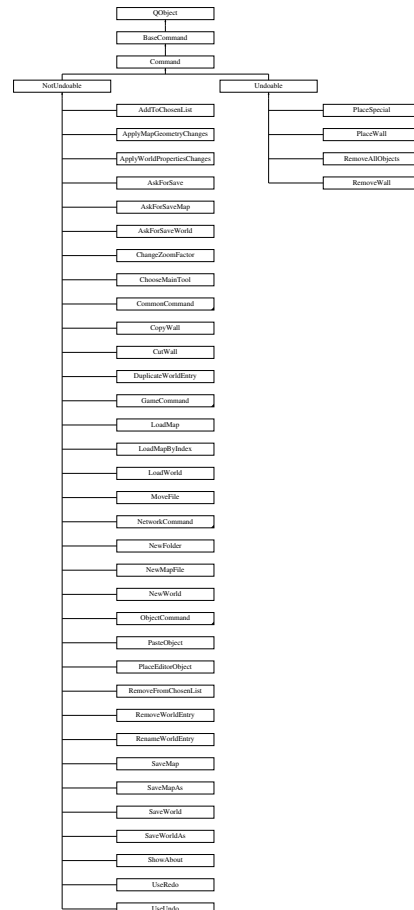 QObject
BaseCommand
Command
NotUndoable
Undoable
AddToChosenList
PlaceSpecial
ApplyMapGeometryChanges
PlaceWall
ApplyWorldPropertiesChanges
RemoveAllObjects
AskForSave
RemoveWall
AskForSaveMap
AskForSaveWorld
ChangeZoomFactor
ChooseMainTool
CommonCommand
CopyWall
CutWall
DuplicateWorldEntry
GameCommand
LoadMap
LoadMapByIndex
LoadWorld
MoveFile
NetworkCommand
NewFolder
NewMapFile
NewWorld
ObjectCommand
PasteObject
PlaceEditorObject
RemoveFromChosenList
RemoveWorldEntry
RenameWorldEntry
SaveMap
SaveMapAs
SaveWorld
SaveWorldAs
ShowAbout
UseRedo
UseUndo